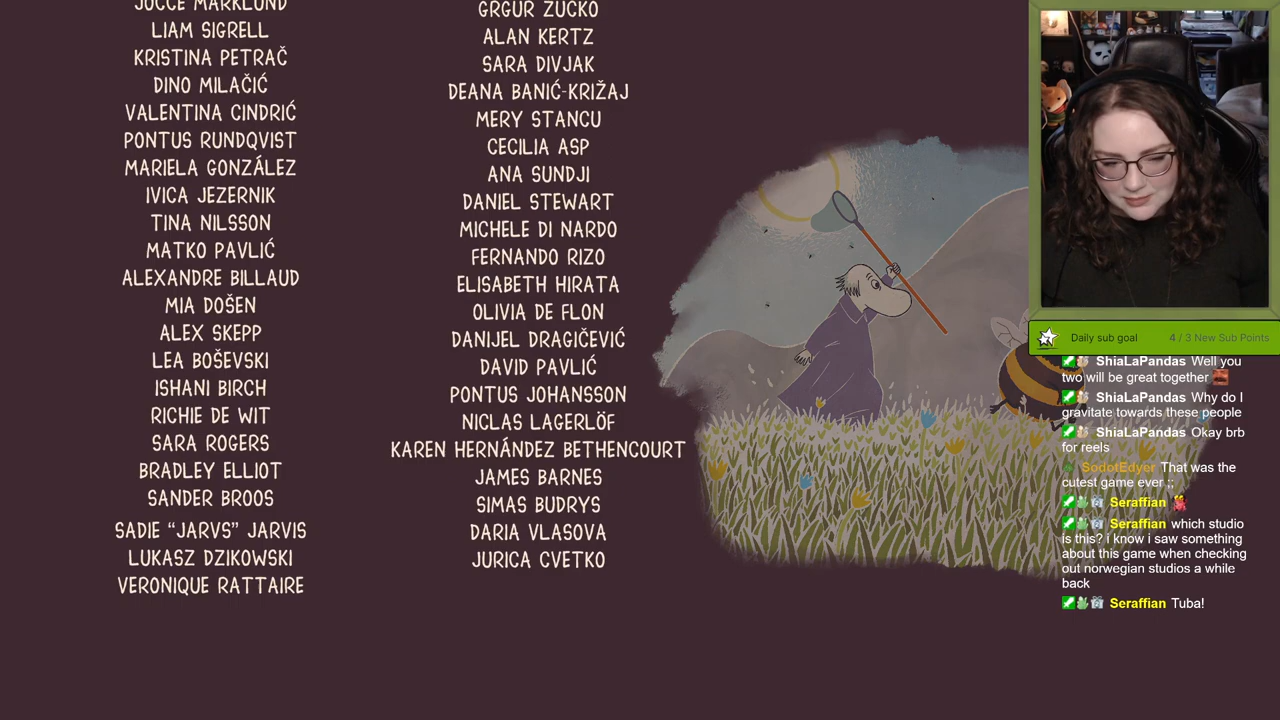 JOCCE MARKLUND
LIAM SIGRELL
KRISTINA PETRAČ
DINO MILAČIĆ
VALENTINA CINDRIĆ
PONTUS RUNDQVIST
MARIELA GONZÁLEZ
IVICA JEZERNIK
TINA NILSSON
MATKO PAVLIĆ
ALEXANDRE BILLAUD
MIA DOŠEN
ALEX SKEPP
LEA BOŠEVSKI
ISHANI BIRCH
RICHIE DE WIT
SARA ROGERS
BRADLEY ELLIOT
SANDER BROOS
SADIE "JARVS" JARVIS
LUKASZ DZIKOWSKI
VERONIQUE RATTAIRE
GRGUR ZUCKO
ALAN KERTZ
SARA DIVJAK
DEANA BANIĆ-KRIŽAJ
MERY STANCU
CECILIA ASP
ANA SUNDJI
DANIEL STEWART
MICHELE DI NARDO
FERNANDO RIZO
ELISABETH HIRATA
OLIVIA DE FLON
DANIJEL DRAGIČEVIĆ
DAVID PAVLIĆ
PONTUS JOHANSSON
NICLAS LAGERLÖF
KAREN HERNÁNDEZ BETHENCOURT
JAMES BARNES
SIMAS BUDRYS
DARIA VLASOVA
JURICA CVETKO
Daily sub goal
4 / 3 New Sub Points
ShiaLaPandas Well you
two will be great together
ShiaLaPandas Why do I
gravitate towards these people
ShiaLaPandas Okay brb
for reels
SodotEdyer That was the
cutest game ever ;;
Seraffian
Seraffian which studio
is this? i know i saw something
about this game when checking
out norwegian studios a while
back
Seraffian Tuba!